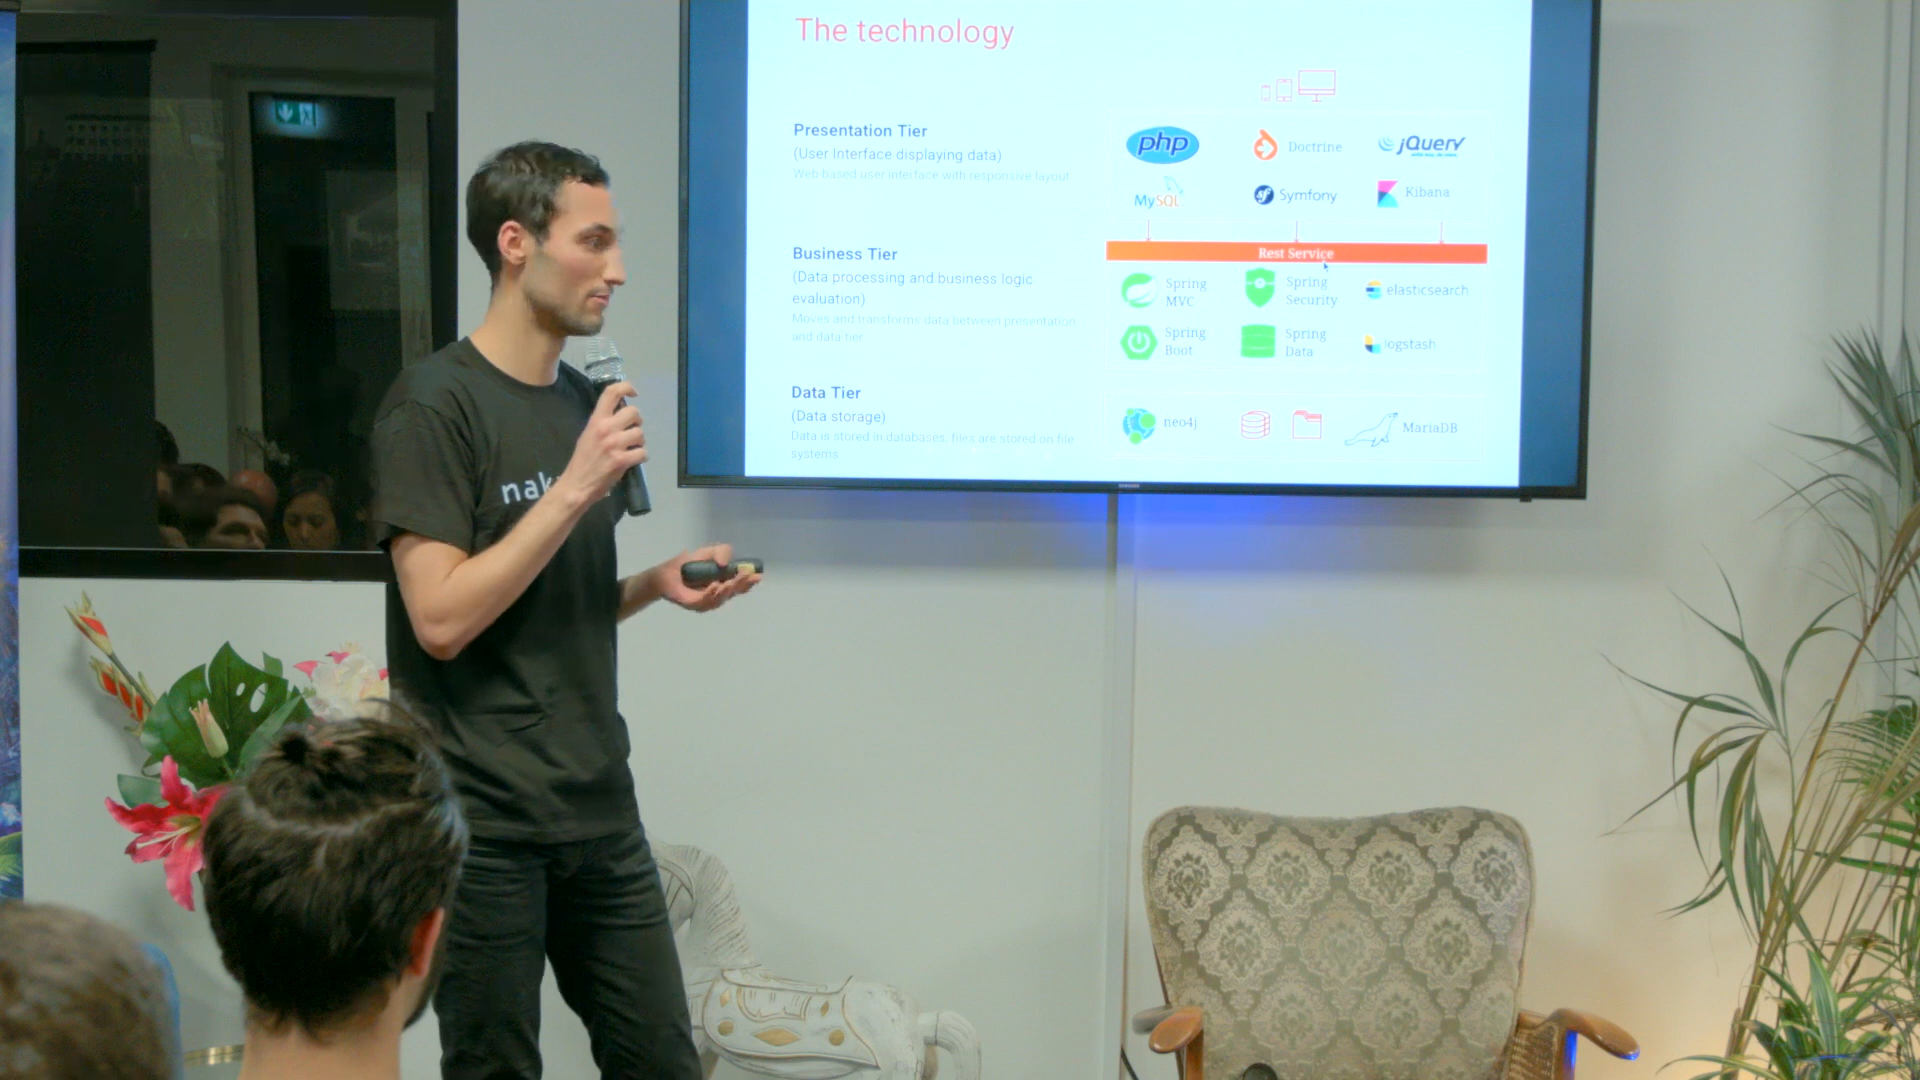 The technology
Presentation Tier
(User Interface displaying data)
Web based user interface with responsive layout
php
Doctrine
jQuery
MySQL
Symfony
Kibana
Rest Service
Business Tier
(Data processing and business logic
evaluation)
Moves and transforms data between presentation
and data tier
Spring
MVC
Spring
Security
elasticsearch
Spring
Boot
Spring
Data
logstash
Data Tier
(Data storage)
Data is stored in databases, files are stored on file
systems
neo4j
MariaDB
SAMSUNG